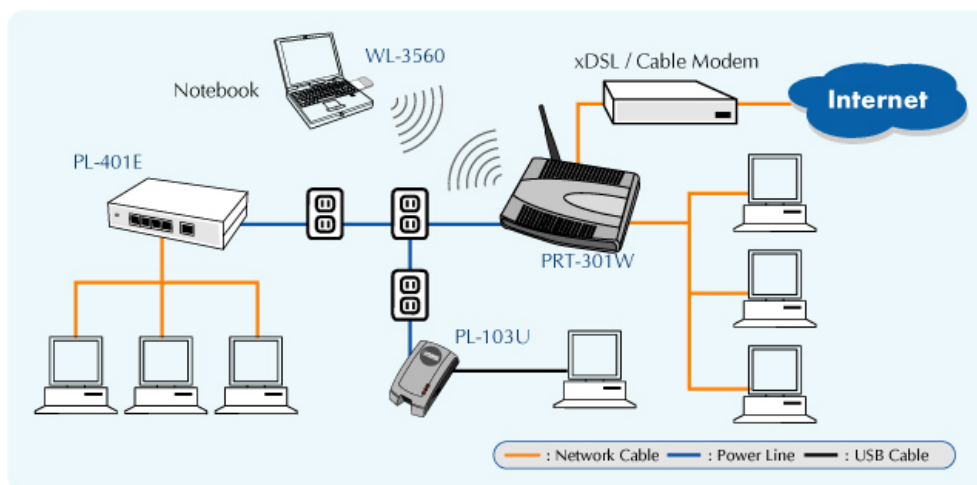 WL-3560
xDSL / Cable Modem
Notebook
Internet
PL-401E
PRT-301W
PL-103U
: Network Cable
: Power Line
: USB Cable